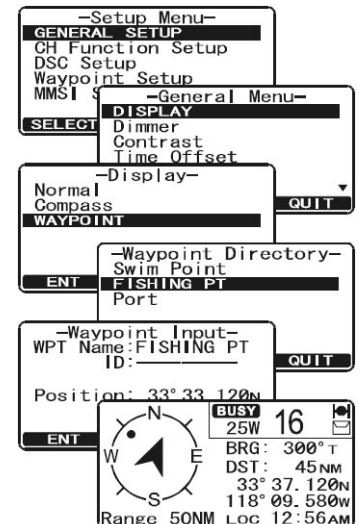 -Setup Menu-
GENERAL SETUP
CH Function Setup
DSC Setup
Waypoint Setup
MMSI S
SELECT
-General Menu-
DISPLAY
Dimmer
Contrast
Time Offset
QUIT
-Display-
Normal
Compass
WAYPOINT
ENT
-Waypoint Directory-
Swim Point
FISHING PT
Port
QUIT
-Waypoint Input-
WPT Name:FISHING PT
ID:
Position: 33°33.120N
ENT
N
W E
S
Range 50NM
BUSY
25W 16
BRG: 300°T
DST: 45NM
33°37.120N
118°09.580W
LOC 12:56AM